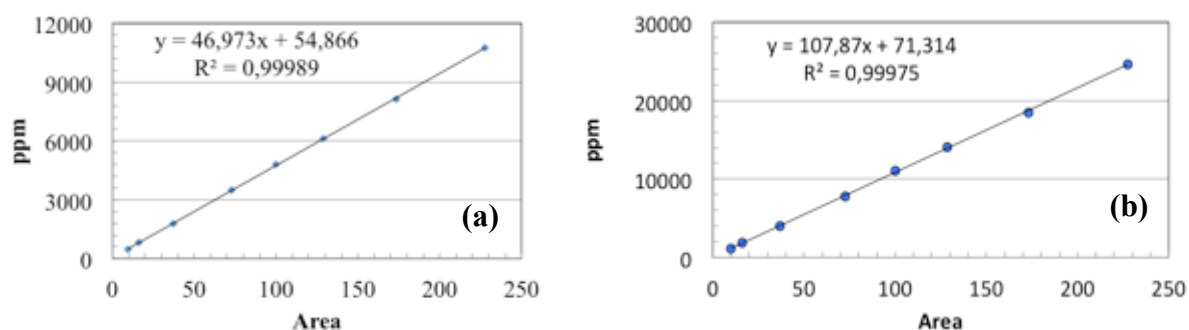 12000
9000
6000
3000
0
ppm
y = 46,973x + 54,866
R² = 0,99989
(a)
0 50 100 150 200 250
Area
30000
20000
10000
0
ppm
y = 107,87x + 71,314
R² = 0,99975
(b)
0 50 100 150 200 250
Area